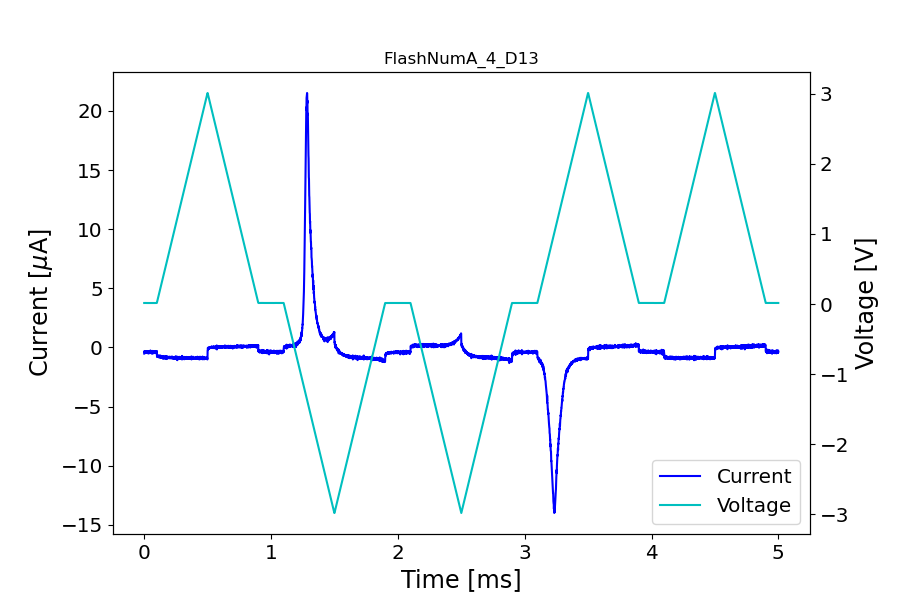 FlashNumA_4_D13
Current [μA]
20
15
10
5
0
−5
−10
−15
3
2
1
0
−1
−2
−3
Voltage [V]
Current
Voltage
0 1 2 3 4 5
Time [ms]